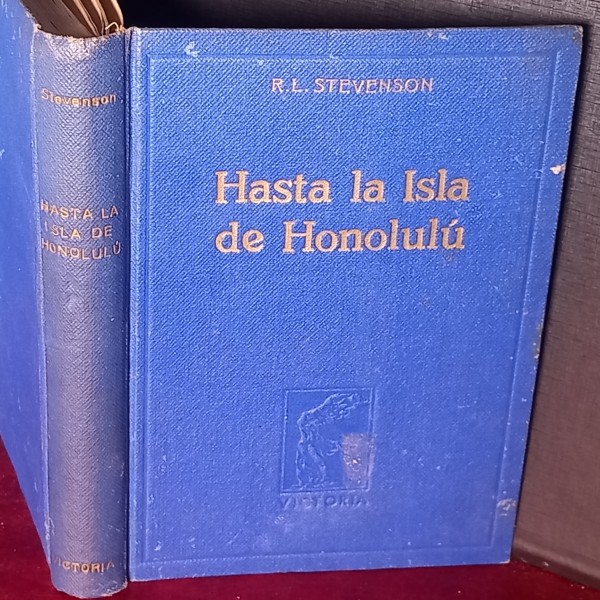 Stevenson
HASTA LA
ISLA DE
HONOLULÚ
VICTORIA
R.L. STEVENSON
Hasta la Isla
de Honolulú
VICTORIA